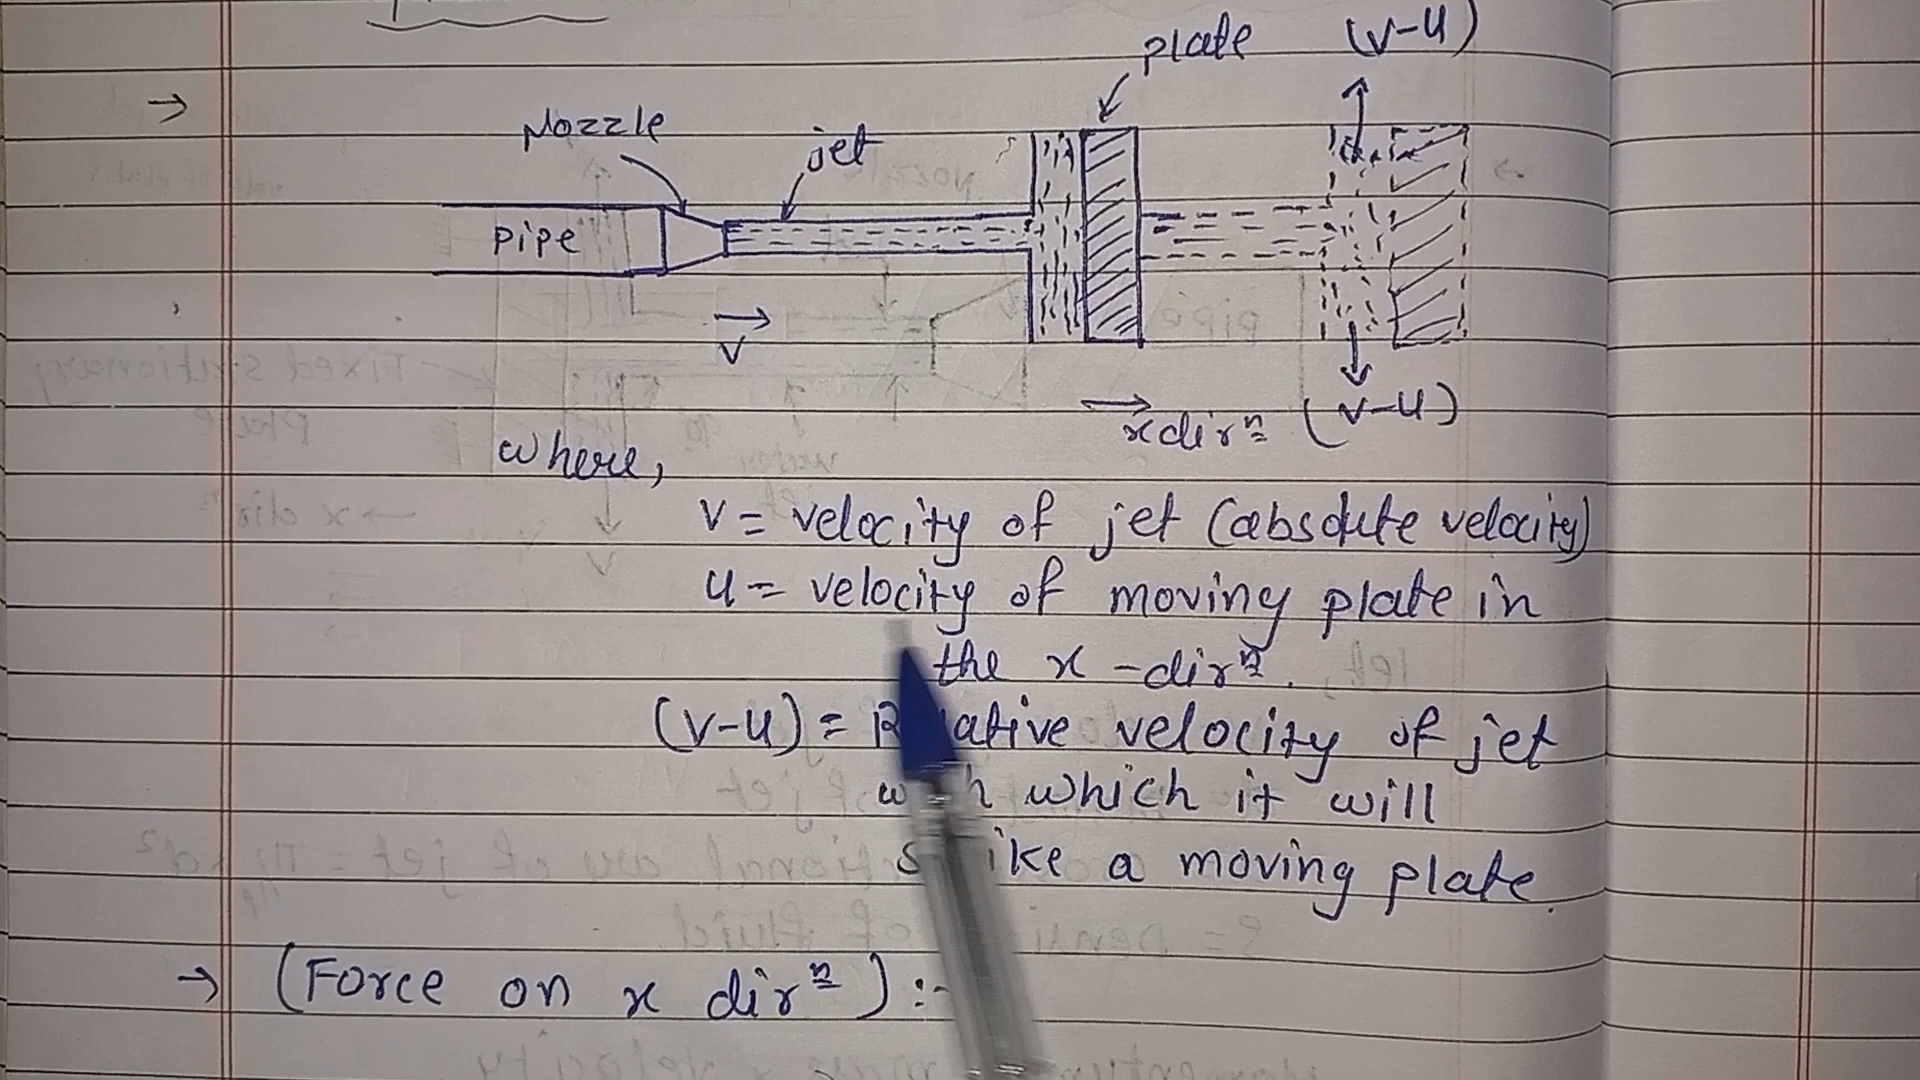 plate (v-u)
→
Nozzle
jet
pipe
→
V
→
x dirⁿ (v-u)
where,
V = velocity of jet (absolute velocity)
u = velocity of moving plate in
the x-dirⁿ.
(v-u) = ative velocity of jet
which it will
a moving plate.
→ (Force on x dirⁿ) :-